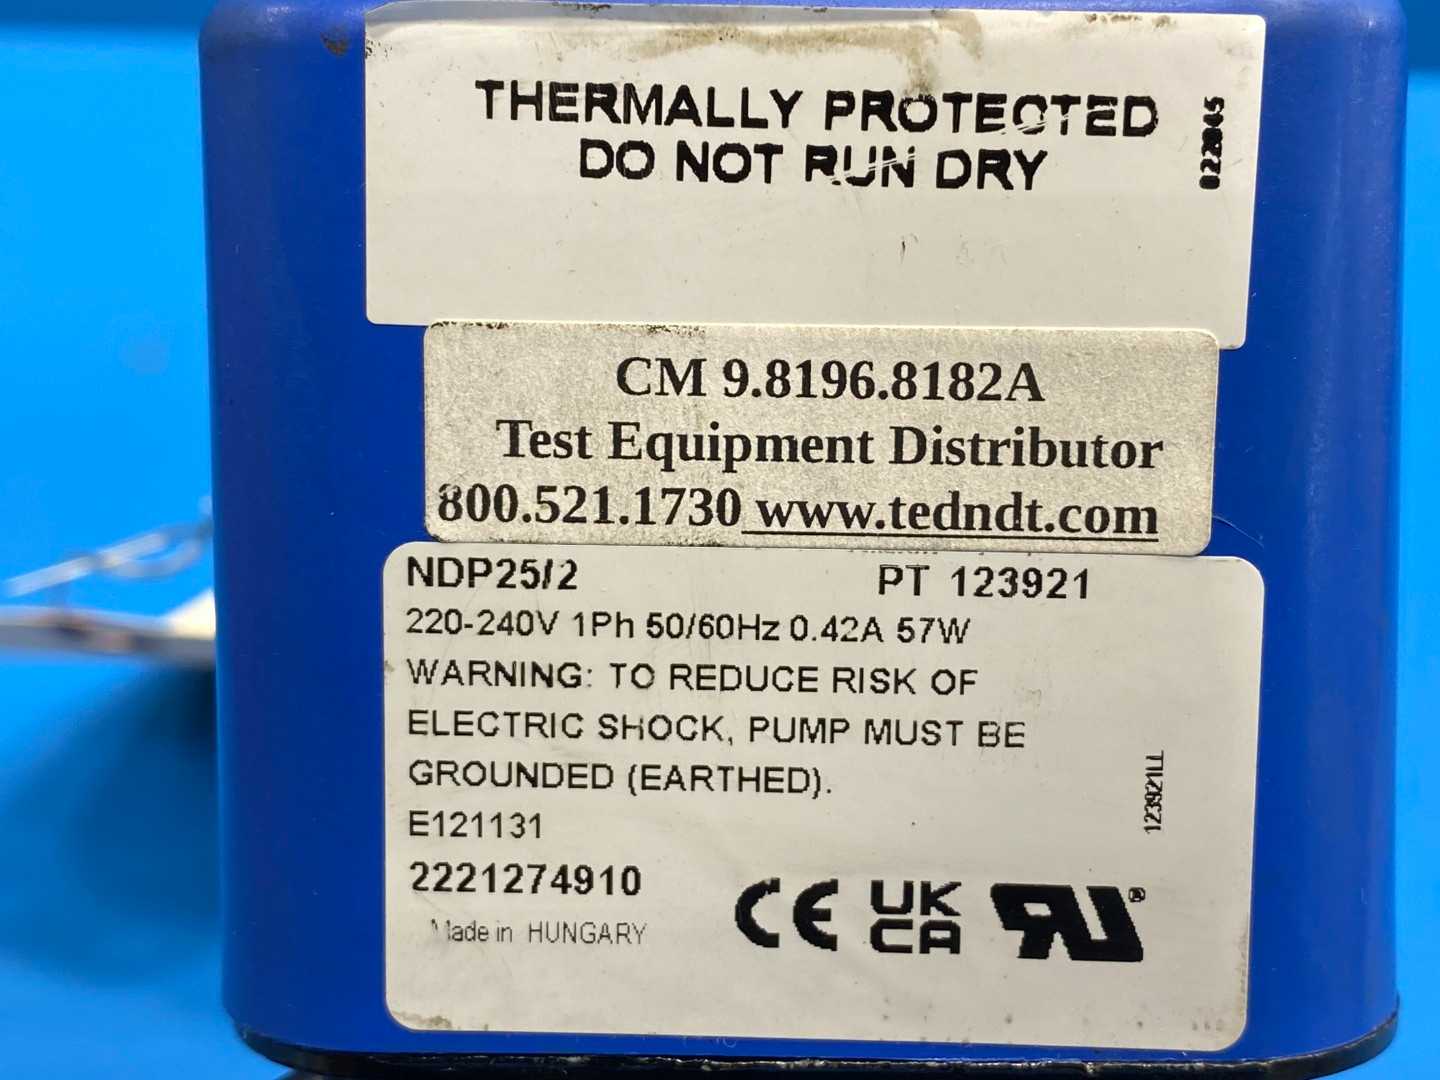 THERMALLY PROTECTED
DO NOT RUN DRY
CM 9.8196.8182A
Test Equipment Distributor
800.521.1730 www.tedndt.com
NDP25/2 PT 123921
220-240V 1Ph 50/60Hz 0.42A 57W
WARNING: TO REDUCE RISK OF
ELECTRIC SHOCK, PUMP MUST BE
GROUNDED (EARTHED).
123921LL
E121131
2221274910
Made in HUNGARY
CE UK CA RU®